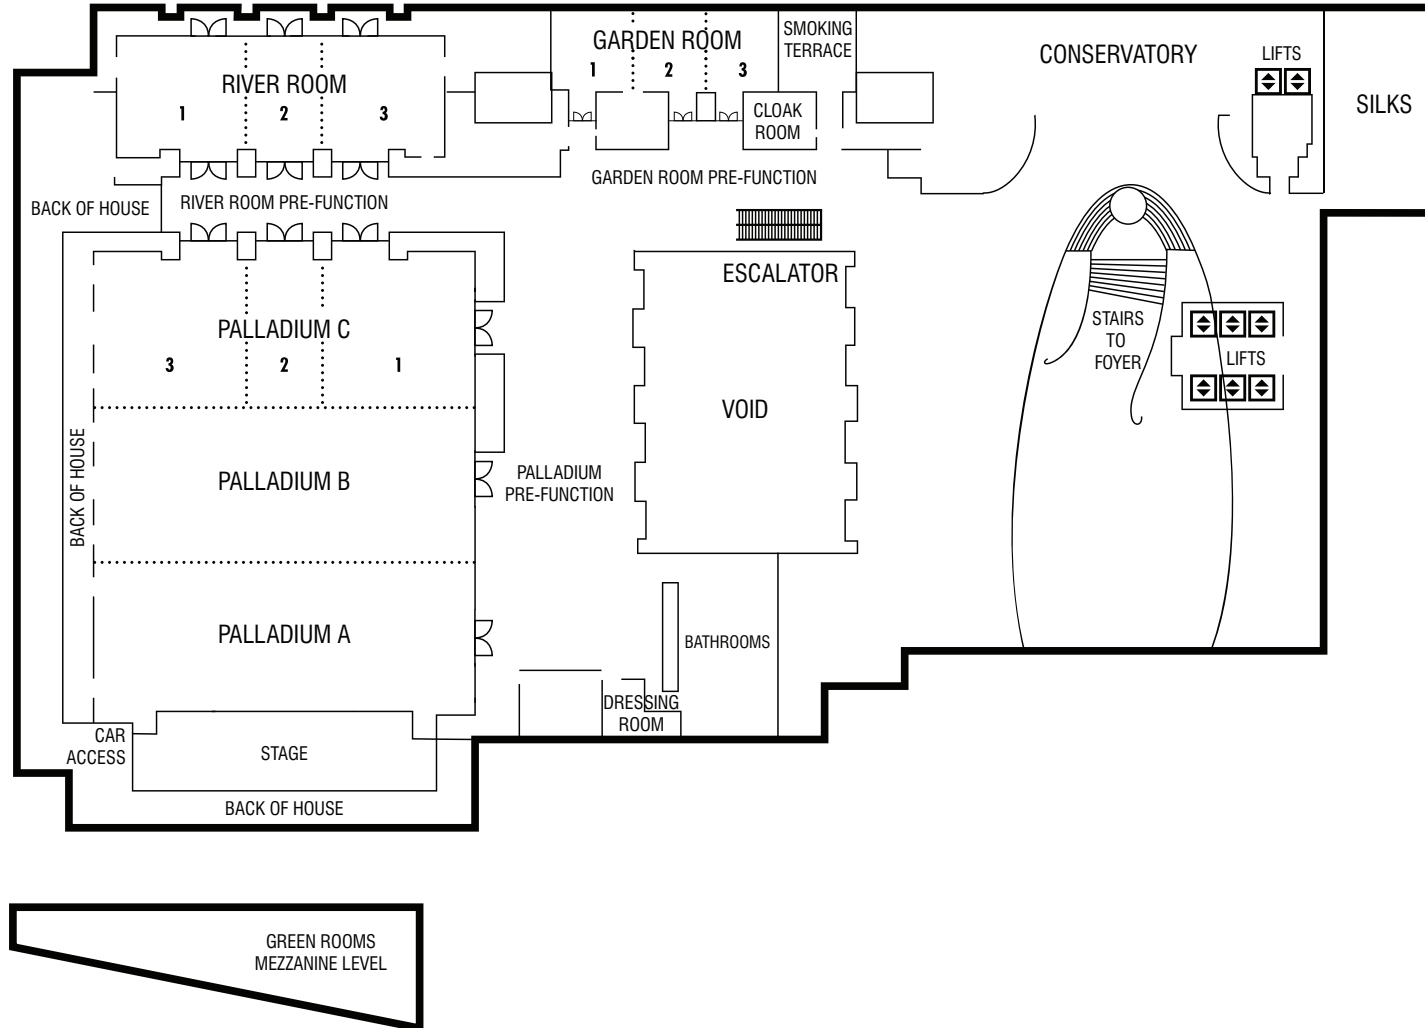 GARDEN ROOM
1 2 3
SMOKING
TERRACE
CONSERVATORY
LIFTS
SILKS
RIVER ROOM
1 2 3
CLOAK
ROOM
GARDEN ROOM PRE-FUNCTION
BACK OF HOUSE
RIVER ROOM PRE-FUNCTION
ESCALATOR
PALLADIUM C
3 2 1
STAIRS
TO
FOYER
LIFTS
VOID
BACK OF HOUSE
PALLADIUM B
PALLADIUM
PRE-FUNCTION
PALLADIUM A
BATHROOMS
DRESSING
ROOM
CAR
ACCESS
STAGE
BACK OF HOUSE
GREEN ROOMS
MEZZANINE LEVEL